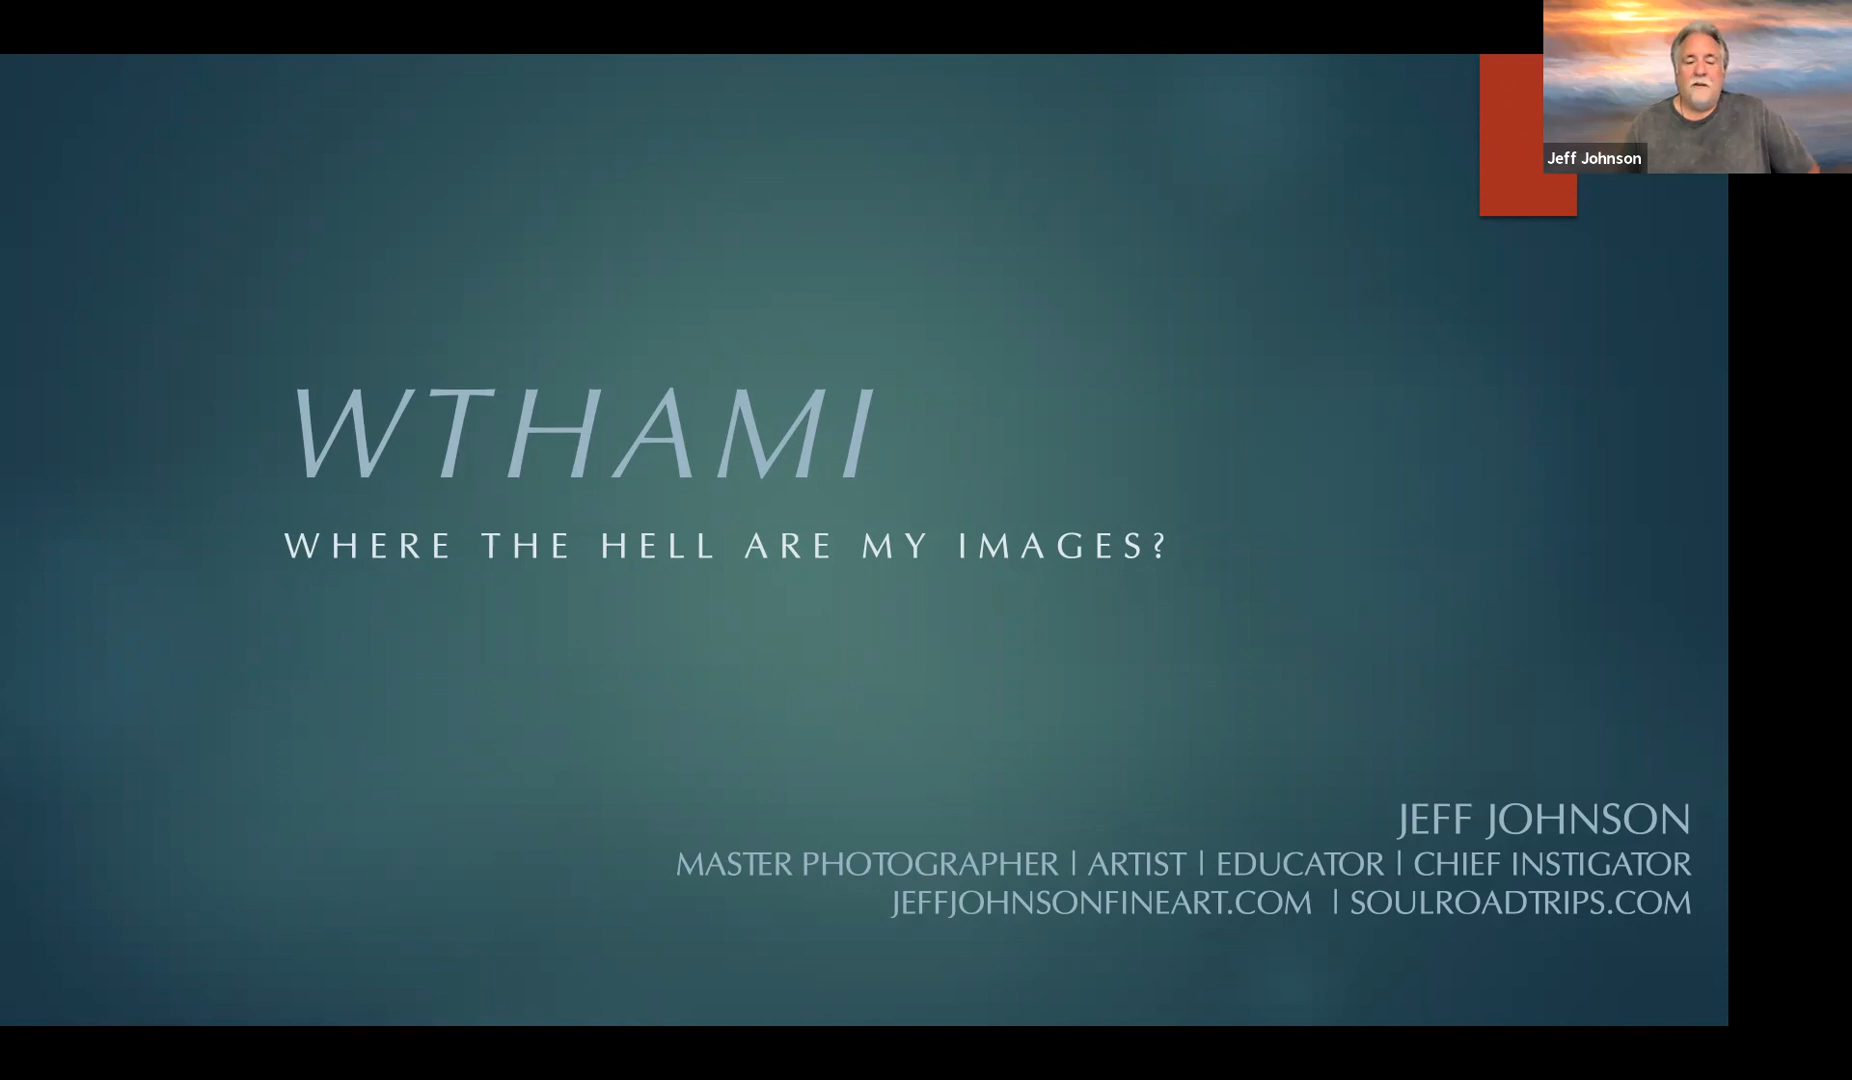 Jeff Johnson
WTHAMI
WHERE THE HELL ARE MY IMAGES?
JEFF JOHNSON
MASTER PHOTOGRAPHER | ARTIST | EDUCATOR | CHIEF INSTIGATOR
JEFFJOHNSONFINEART.COM | SOULROADTRIPS.COM